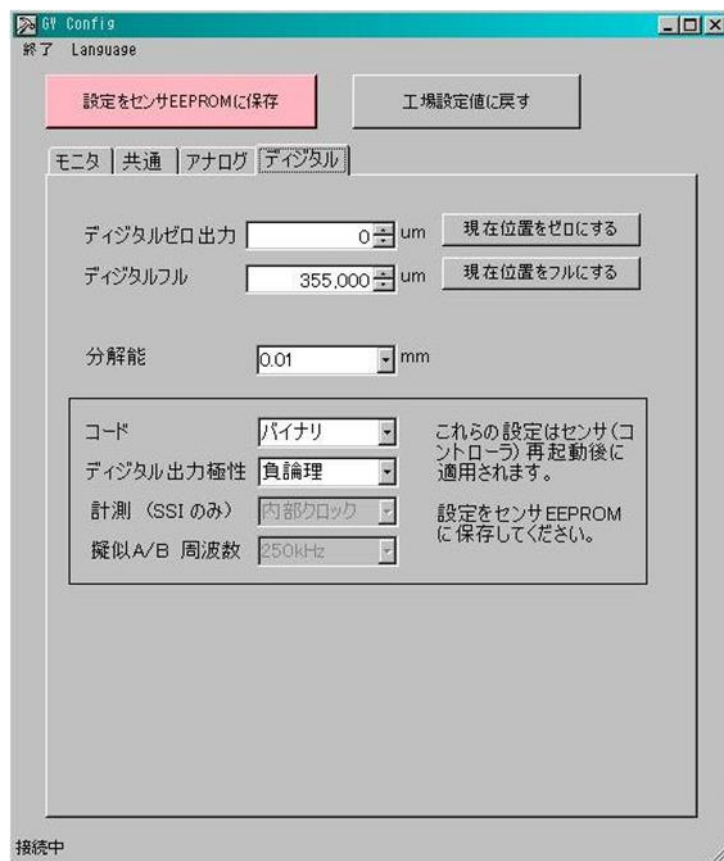 GY Config
終了 Language
設定をセンサEEPROMに保存 工場設定値に戻す
モニタ 共通 アナログ ディジタル
ディジタルゼロ出力 0 um 現在位置をゼロにする
ディジタルフル 355,000 um 現在位置をフルにする
分解能 0.01 mm
コード バイナリ
ディジタル出力極性 負論理
計測 (SSIのみ) 内部クロック
擬似A/B 周波数 250kHz
これらの設定はセンサ(コ
ントローラ)再起動後に
適用されます。
設定をセンサEEPROM
に保存してください。
接続中